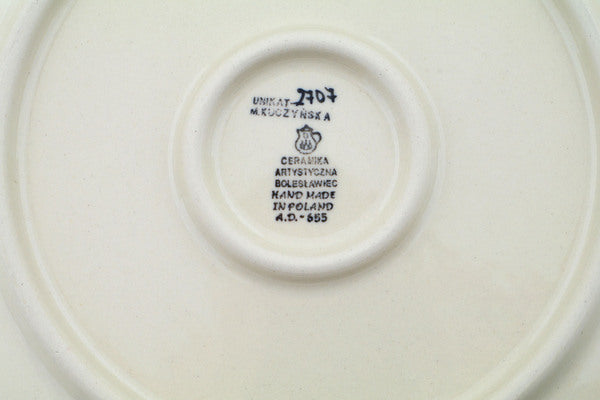 UNIKAT-2707
M.KUCZYŃSKA
CERAMIKA
ARTYSTYCZNA
BOLESŁAWIEC
HAND MADE
IN POLAND
A.D.-655